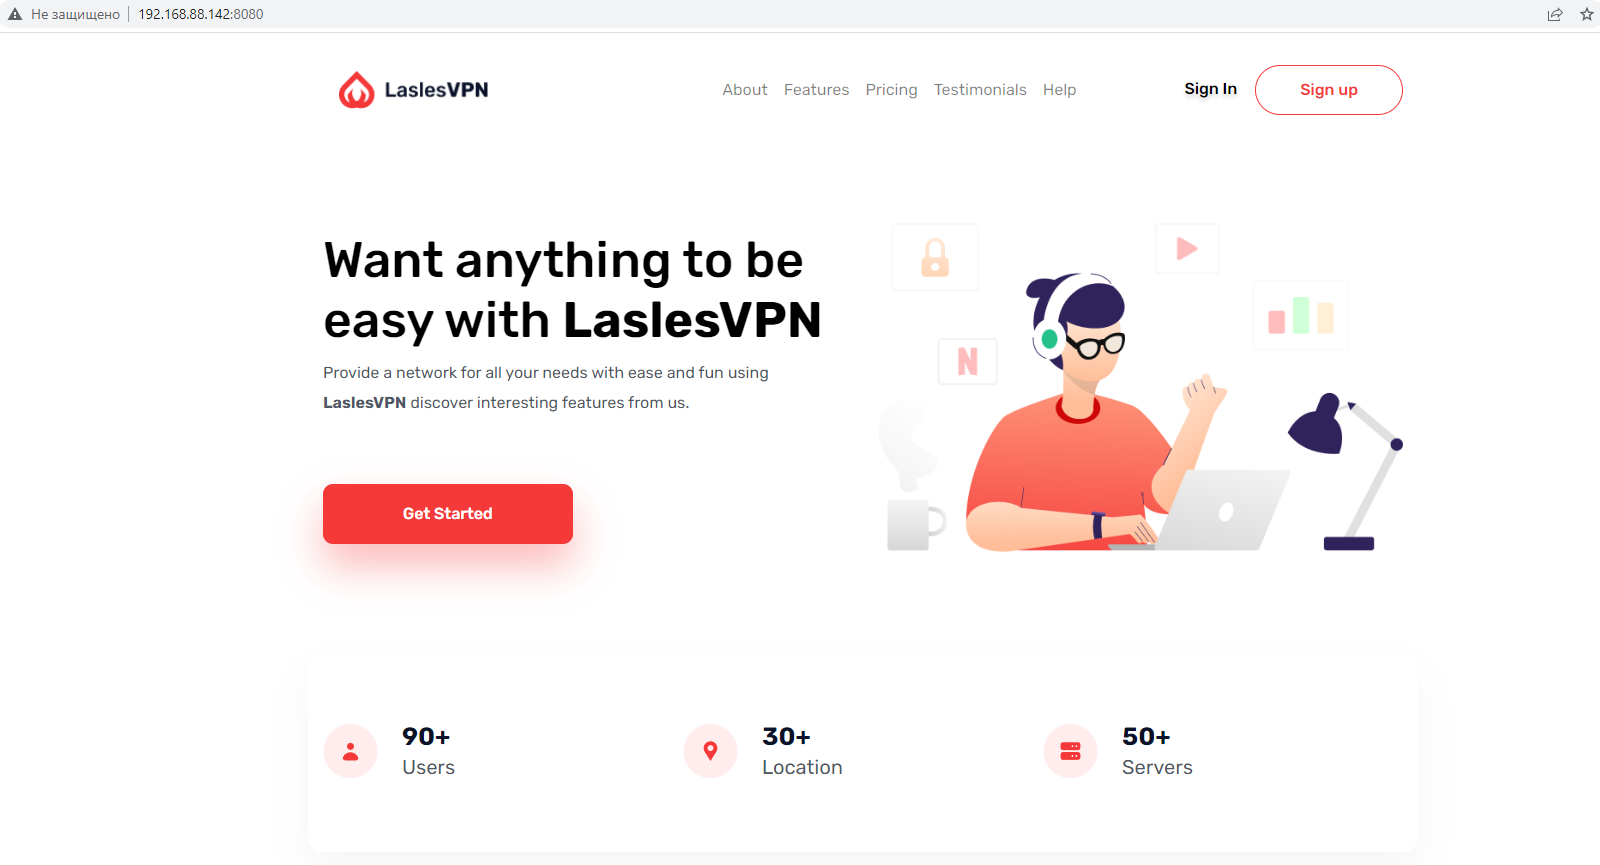 Не защищено | 192.168.88.142:8080
LaslesVPN
About Features Pricing Testimonials Help
Sign In
Sign up
Want anything to be
easy with LaslesVPN
Provide a network for all your needs with ease and fun using
LaslesVPN discover interesting features from us.
Get Started
N
90+
Users
30+
Location
50+
Servers